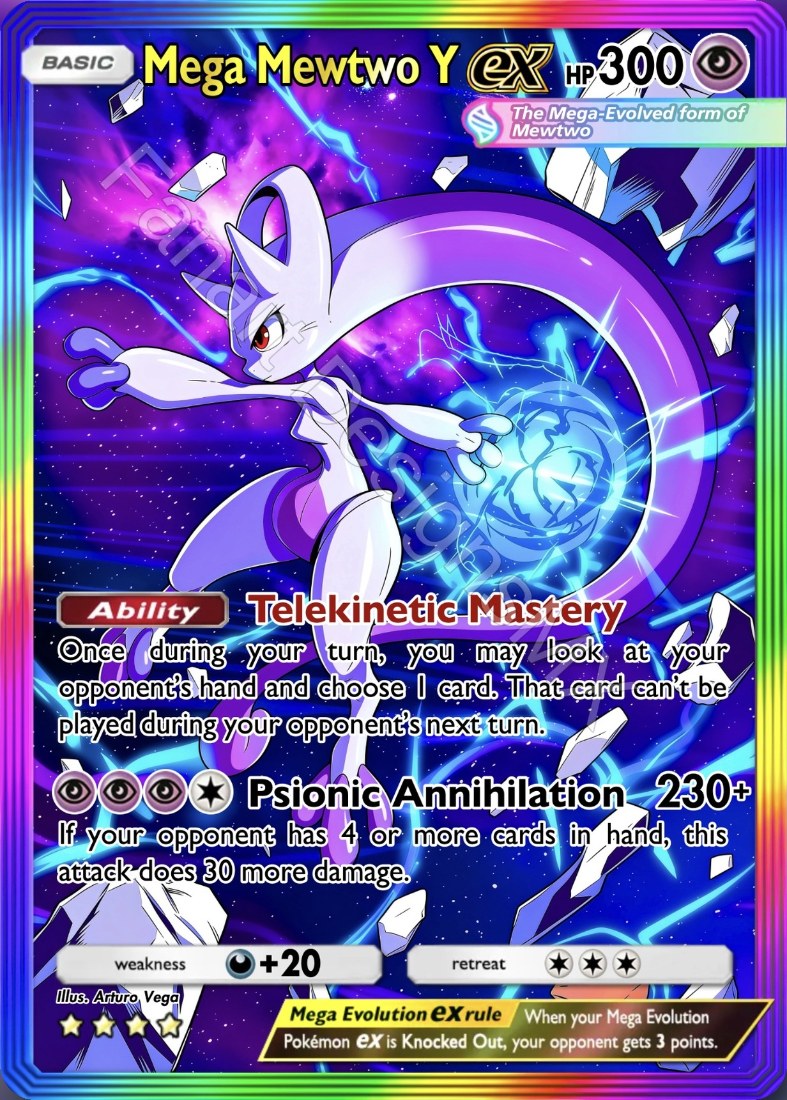 BASIC
Mega Mewtwo Y ex HP 300
The Mega-Evolved form of
Mewtwo
Fanart DesignsMX
Ability Telekinetic Mastery
Once during your turn, you may look at your
opponent's hand and choose 1 card. That card can't be
played during your opponent's next turn.
Psionic Annihilation 230+
If your opponent has 4 or more cards in hand, this
attack does 30 more damage.
weakness +20
retreat
Illus. Arturo Vega
Mega Evolution ex rule When your Mega Evolution
Pokémon ex is Knocked Out, your opponent gets 3 points.